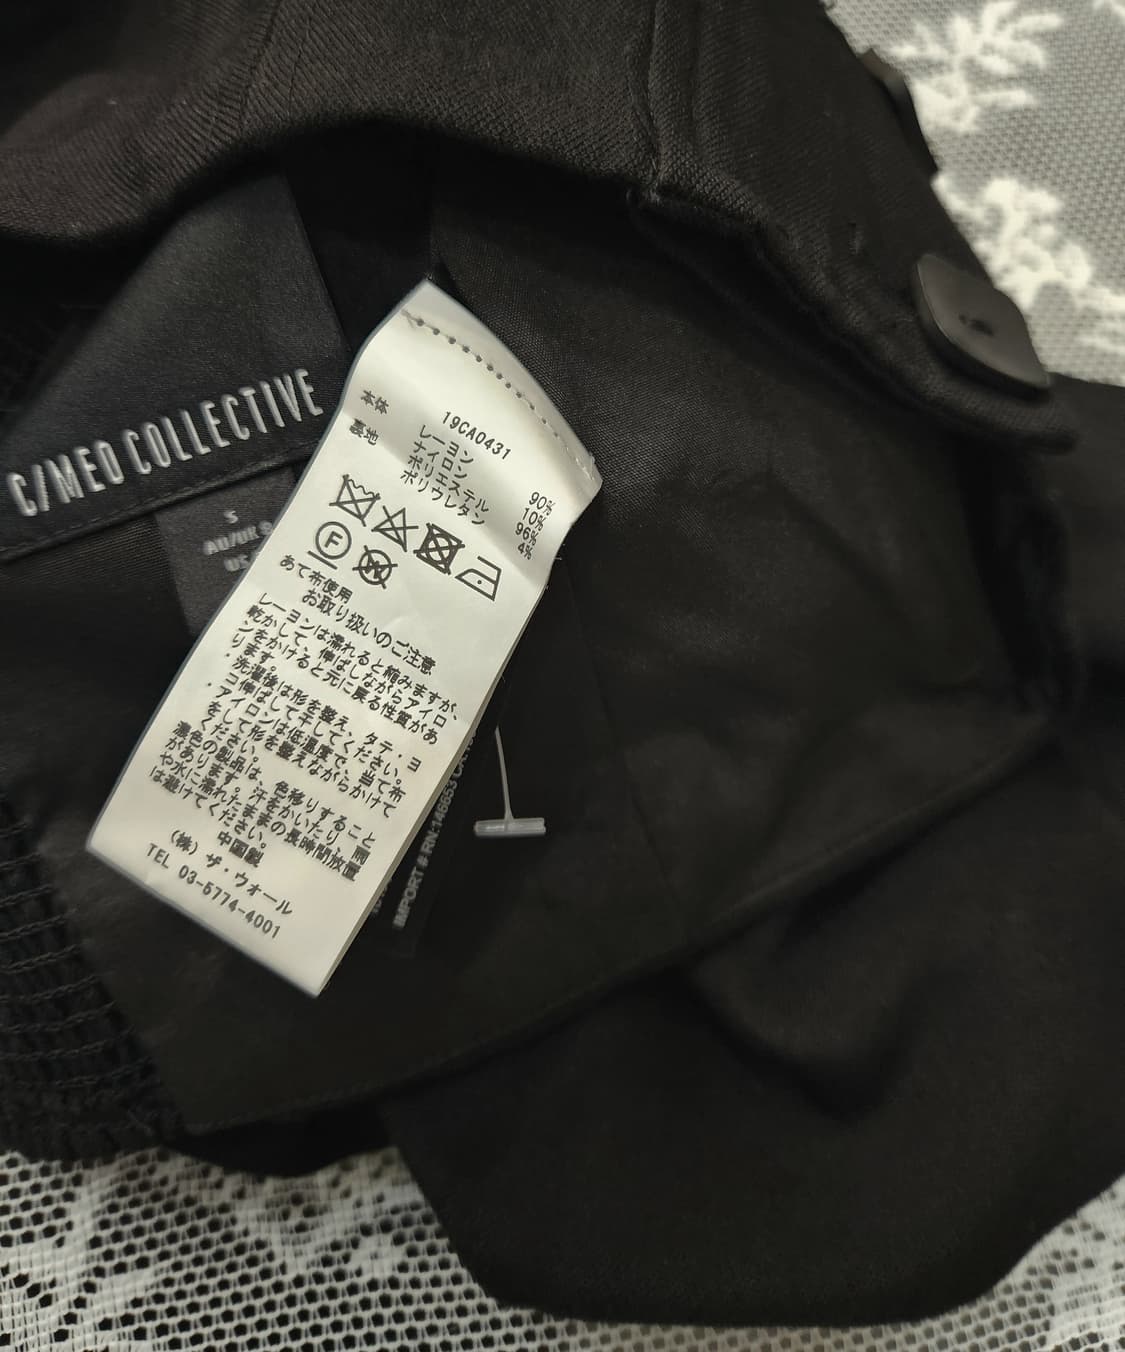 C/MEO COLLECTIVE
S
AU/UK
US
19CA0431
本体 レーヨン 90%
ナイロン 10%
裏地 ポリエステル 96%
ポリウレタン 4%
F
W
あて布使用
お取り扱いのご注意
レーヨンは濡れると縮みますが、
乾かして、伸ばしながらアイロ
ンをかけると元に戻る性質があ
ります。
・洗濯後は形を整え、タテ・ヨ
コ伸ばして干してください。
・アイロンは低温度で、当て布
をして形を整えながらかけて
ください。
濃色の製品は、色移りすること
があります。汗をかいたり、雨
や水に濡れたままの長時間放置
は避けてください。
中国製
(株) ザ・ウォール
TEL 03-5774-4001
IMPORT # RN:146653